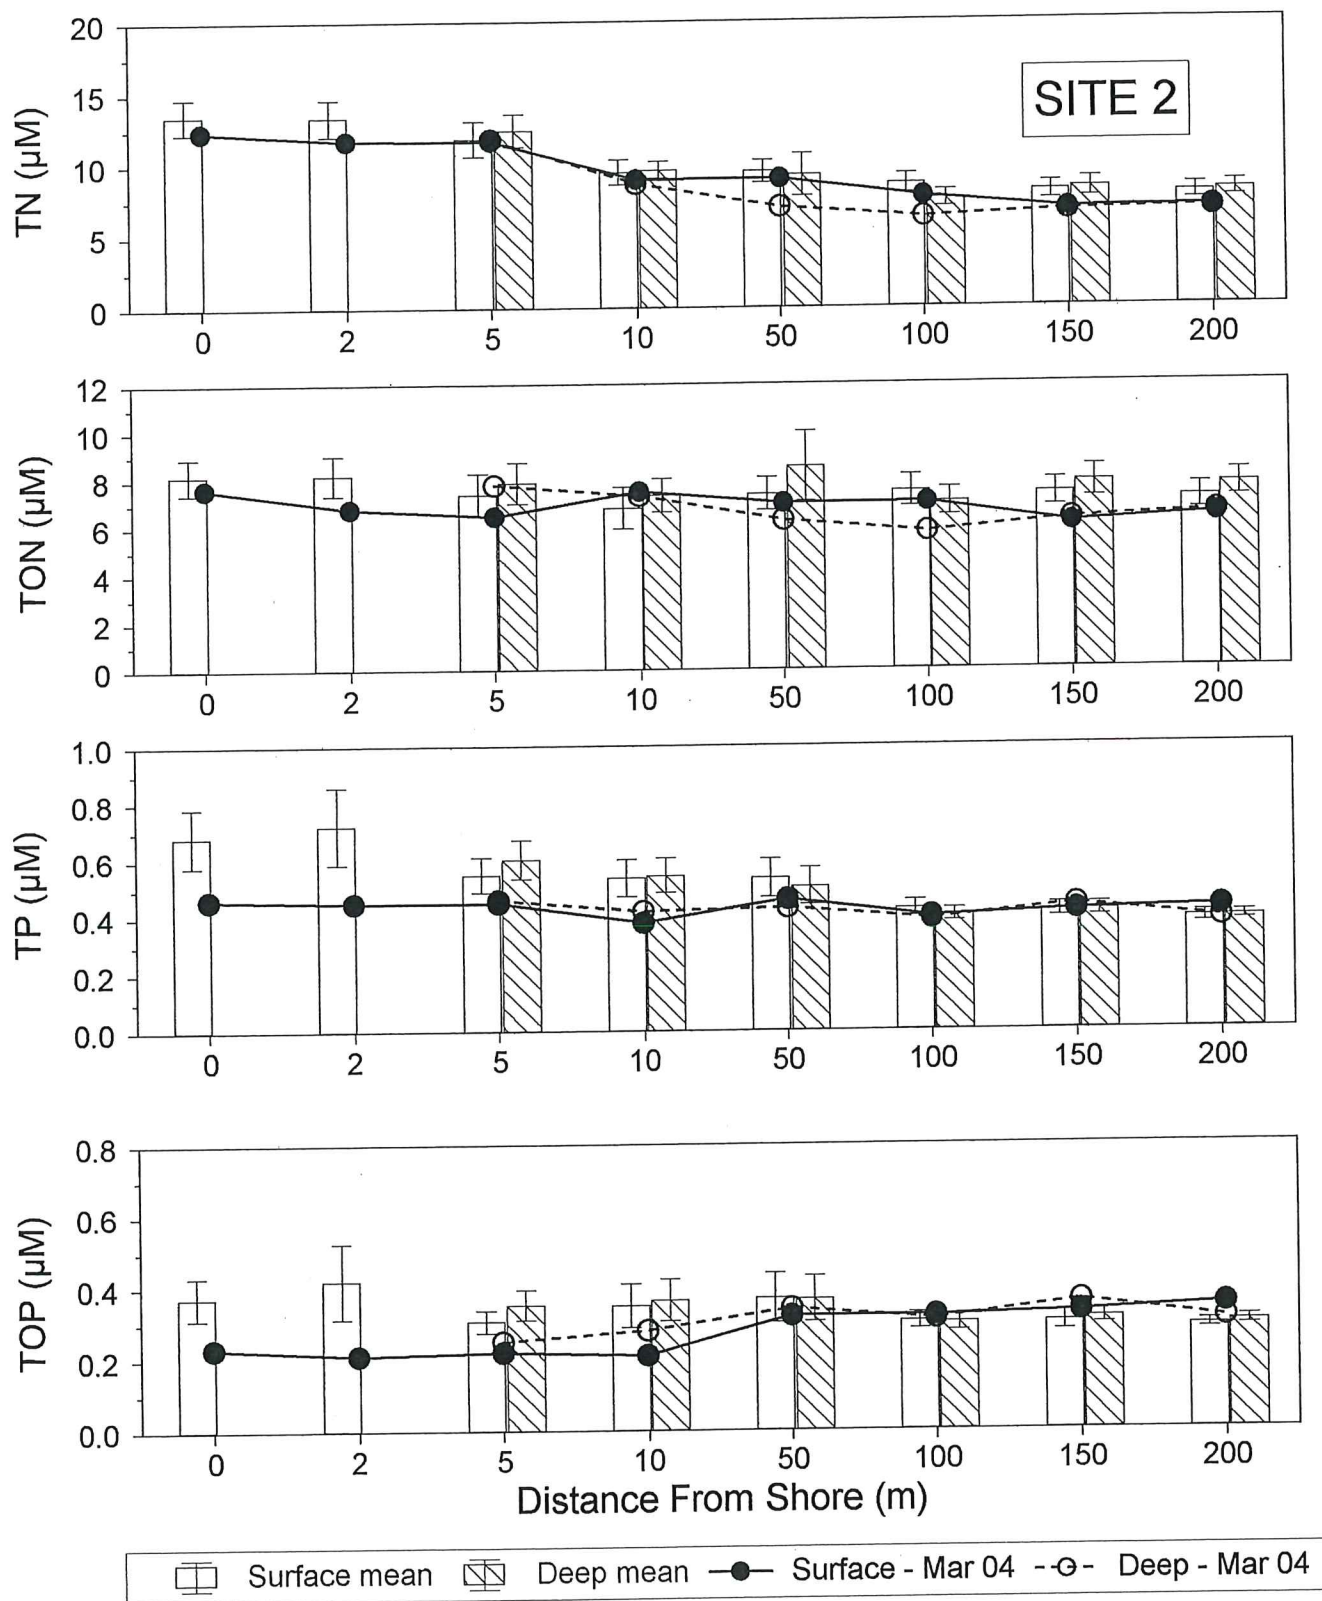 SITE 2
TN (µM)
20
15
10
5
0
0 2 5 10 50 100 150 200
TON (µM)
12
10
8
6
4
2
0
0 2 5 10 50 100 150 200
TP (µM)
1.0
0.8
0.6
0.4
0.2
0.0
0 2 5 10 50 100 150 200
TOP (µM)
0.8
0.6
0.4
0.2
0.0
0 2 5 10 50 100 150 200
Distance From Shore (m)
Surface mean Deep mean Surface - Mar 04 Deep - Mar 04